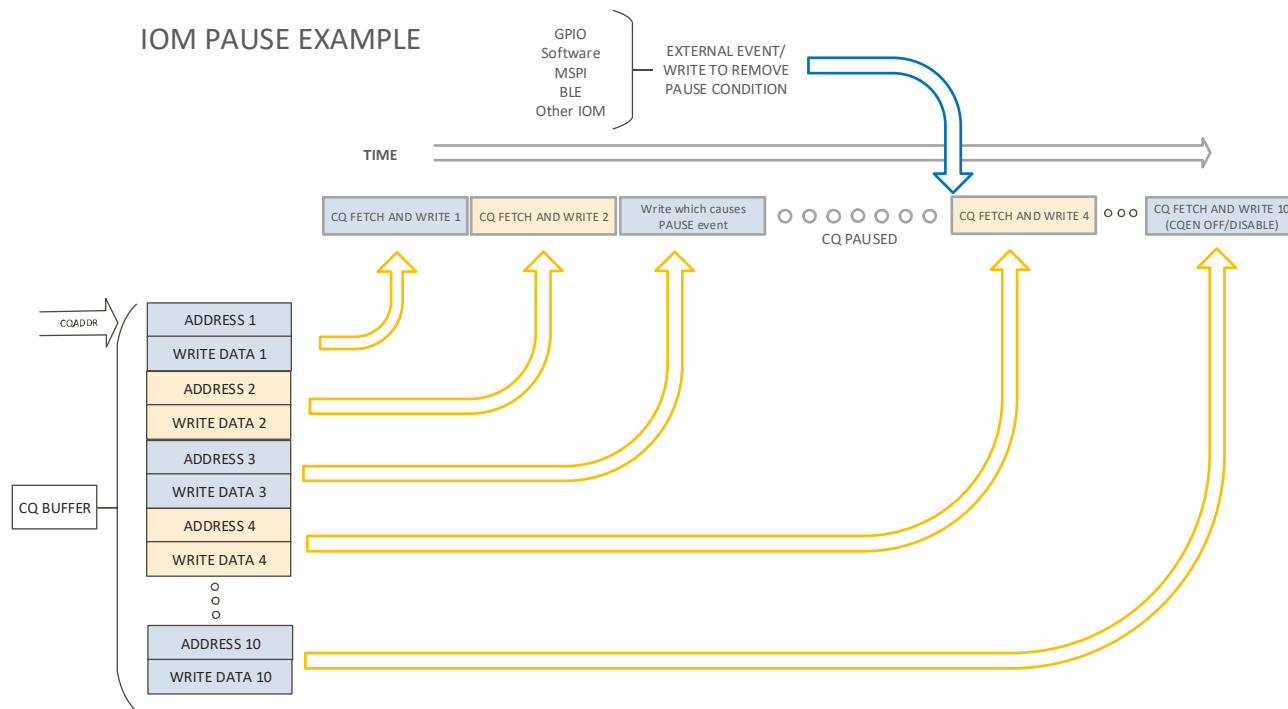 IOM PAUSE EXAMPLE
GPIO
Software
MSPI
BLE
Other IOM
EXTERNAL EVENT/
WRITE TO REMOVE
PAUSE CONDITION
TIME
CQ FETCH AND WRITE 1
CQ FETCH AND WRITE 2
Write which causes
PAUSE event
CQ PAUSED
CQ FETCH AND WRITE 4
CQ FETCH AND WRITE 10
(CQEN OFF/DISABLE)
CQADDR
CQ BUFFER
ADDRESS 1
WRITE DATA 1
ADDRESS 2
WRITE DATA 2
ADDRESS 3
WRITE DATA 3
ADDRESS 4
WRITE DATA 4
ADDRESS 10
WRITE DATA 10